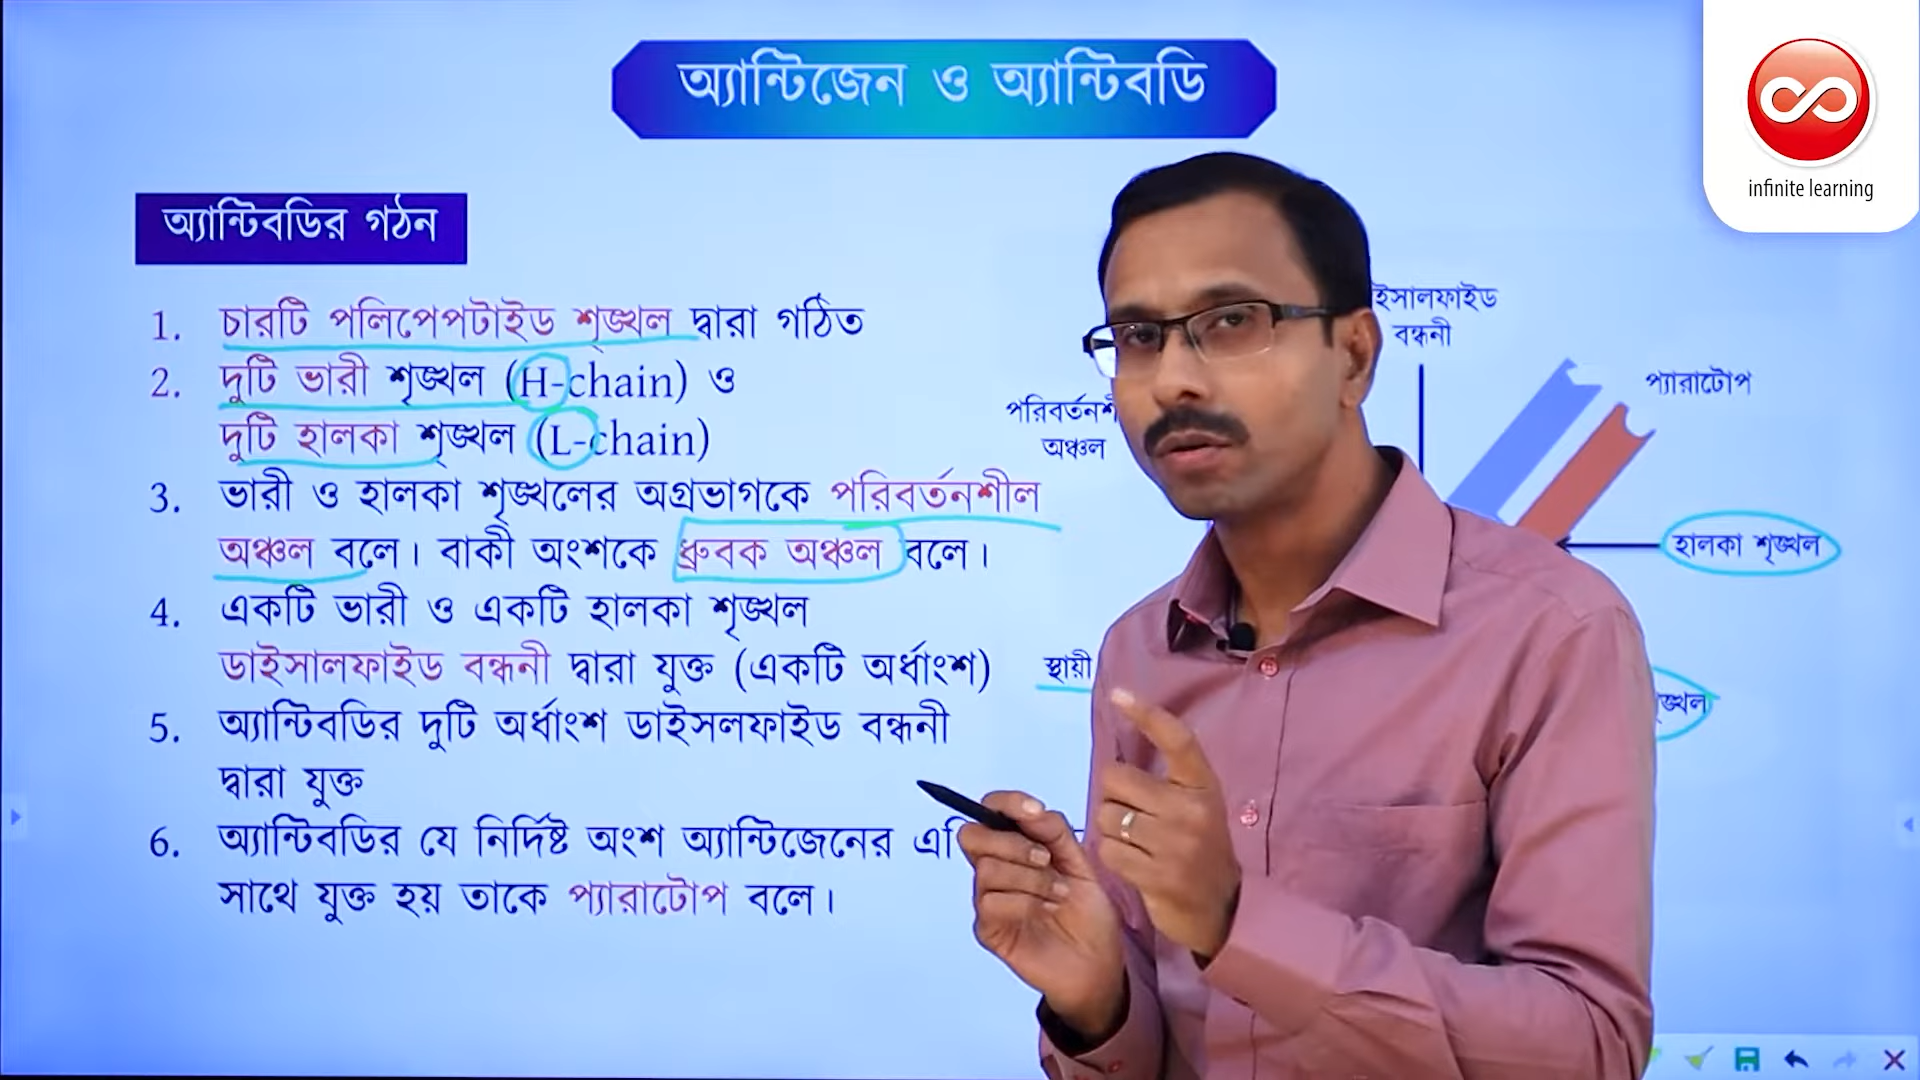 অ্যান্টিজেন ও অ্যান্টিবডি
infinite learning
অ্যান্টিবডির গঠন
1. চারটি পলিপেপটাইড শৃঙ্খল দ্বারা গঠিত
2. দুটি ভারী শৃঙ্খল (H-chain) ও
দুটি হালকা শৃঙ্খল (L-chain)
3. ভারী ও হালকা শৃঙ্খলের অগ্রভাগকে পরিবর্তনশীল
অঞ্চল বলে। বাকী অংশকে ধ্রুবক অঞ্চল বলে।
4. একটি ভারী ও একটি হালকা শৃঙ্খল
ডাইসালফাইড বন্ধনী দ্বারা যুক্ত (একটি অর্ধাংশ)
5. অ্যান্টিবডির দুটি অর্ধাংশ ডাইসলফাইড বন্ধনী
দ্বারা যুক্ত
6. অ্যান্টিবডির যে নির্দিষ্ট অংশ অ্যান্টিজেনের
সাথে যুক্ত হয় তাকে প্যারাটোপ বলে।
বন্ধনী
প্যারাটোপ
অঞ্চল
হালকা শৃঙ্খল
স্থায়ী